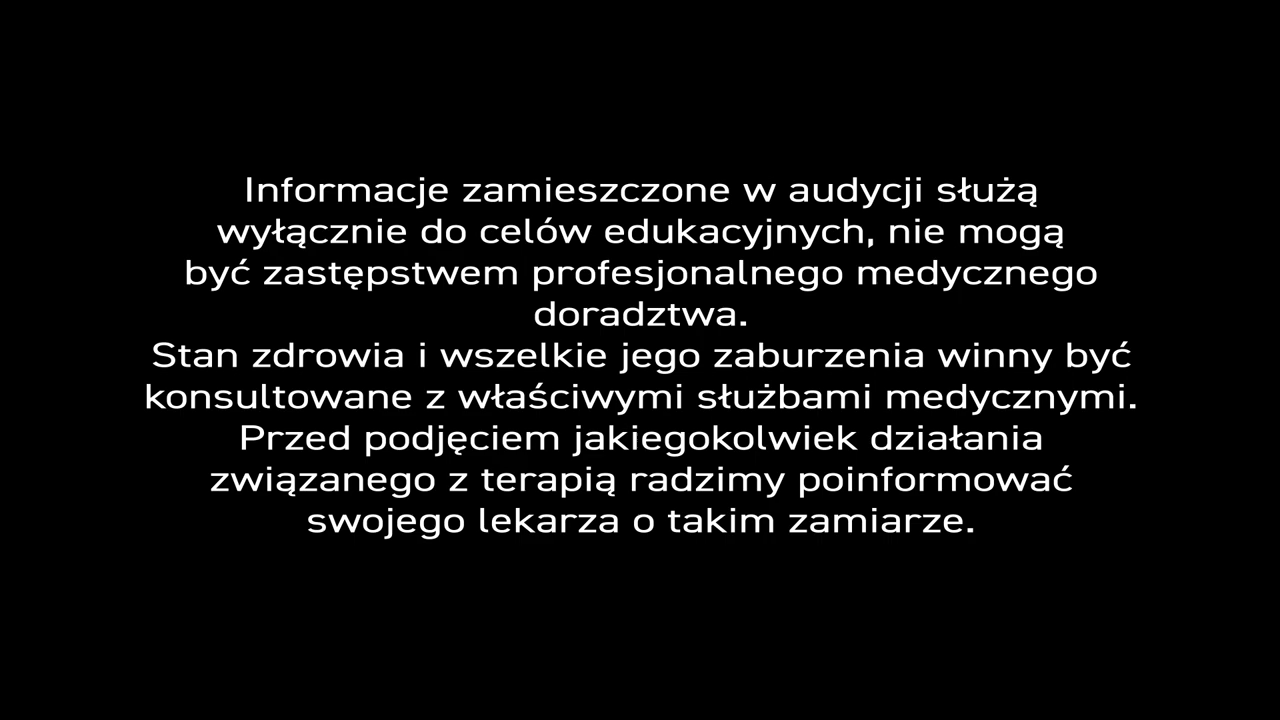 Informacje zamieszczone w audycji służą
wyłącznie do celów edukacyjnych, nie mogą
być zastępstwem profesjonalnego medycznego
doradztwa.
Stan zdrowia i wszelkie jego zaburzenia winny być
konsultowane z właściwymi służbami medycznymi.
Przed podjęciem jakiegokolwiek działania
związanego z terapią radzimy poinformować
swojego lekarza o takim zamiarze.